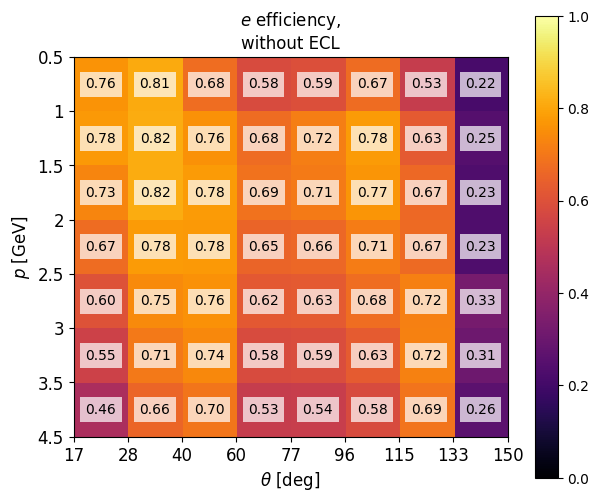 e efficiency,
without ECL
0.5
0.76 0.81 0.68 0.58 0.59 0.67 0.53 0.22
1
0.78 0.82 0.76 0.68 0.72 0.78 0.63 0.25
1.5
0.73 0.82 0.78 0.69 0.71 0.77 0.67 0.23
2
0.67 0.78 0.78 0.65 0.66 0.71 0.67 0.23
2.5
0.60 0.75 0.76 0.62 0.63 0.68 0.72 0.33
3
0.55 0.71 0.74 0.58 0.59 0.63 0.72 0.31
3.5
0.46 0.66 0.70 0.53 0.54 0.58 0.69 0.26
4.5
p [GeV]
17 28 40 60 77 96 115 133 150
θ [deg]
1.0
0.8
0.6
0.4
0.2
0.0